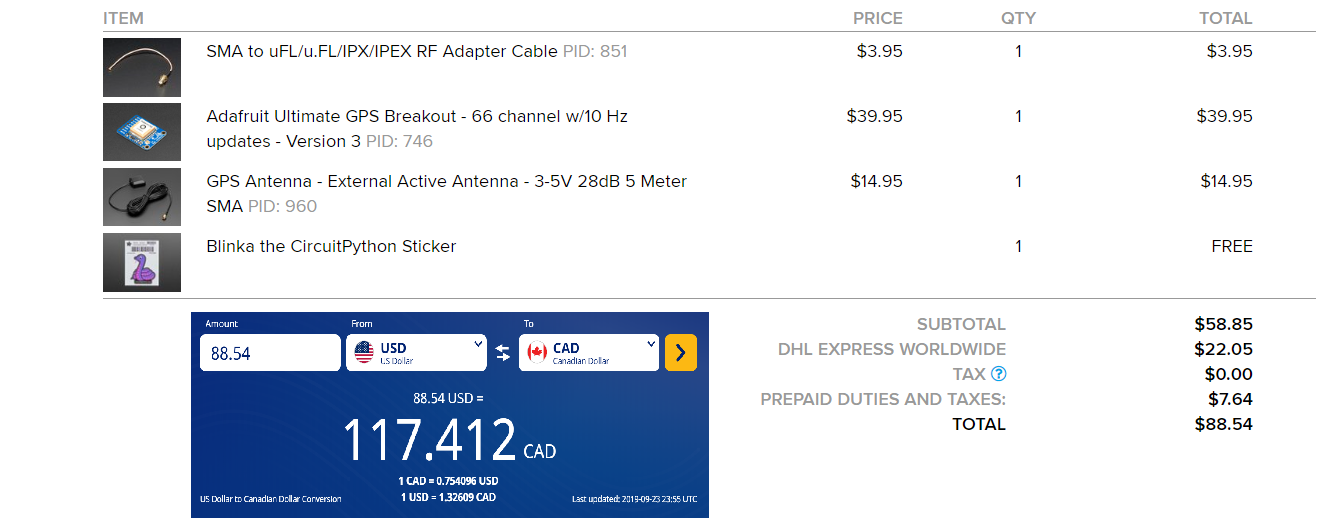 ITEM PRICE QTY TOTAL
SMA to uFL/u.FL/IPX/IPEX RF Adapter Cable PID: 851 $3.95 1 $3.95
Adafruit Ultimate GPS Breakout - 66 channel w/10 Hz $39.95 1 $39.95
updates - Version 3 PID: 746
GPS Antenna - External Active Antenna - 3-5V 28dB 5 Meter $14.95 1 $14.95
SMA PID: 960
Blinka the CircuitPython Sticker 1 FREE
Amount From To
88.54 USD CAD
US Dollar Canadian Dollar
88.54 USD =
117.412 CAD
1 CAD = 0.754096 USD
1 USD = 1.32609 CAD
US Dollar to Canadian Dollar Conversion Last updated: 2019-09-23 23:55 UTC
SUBTOTAL $58.85
DHL EXPRESS WORLDWIDE $22.05
TAX ? $0.00
PREPAID DUTIES AND TAXES: $7.64
TOTAL $88.54